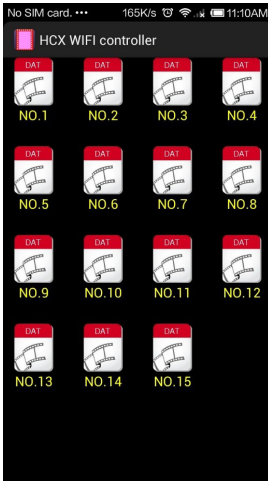 No SIM card. ••• 165K/s 11:10AM
HCX WIFI controller
DAT DAT DAT DAT
NO.1 NO.2 NO.3 NO.4
DAT DAT DAT DAT
NO.5 NO.6 NO.7 NO.8
DAT DAT DAT DAT
NO.9 NO.10 NO.11 NO.12
DAT DAT DAT
NO.13 NO.14 NO.15